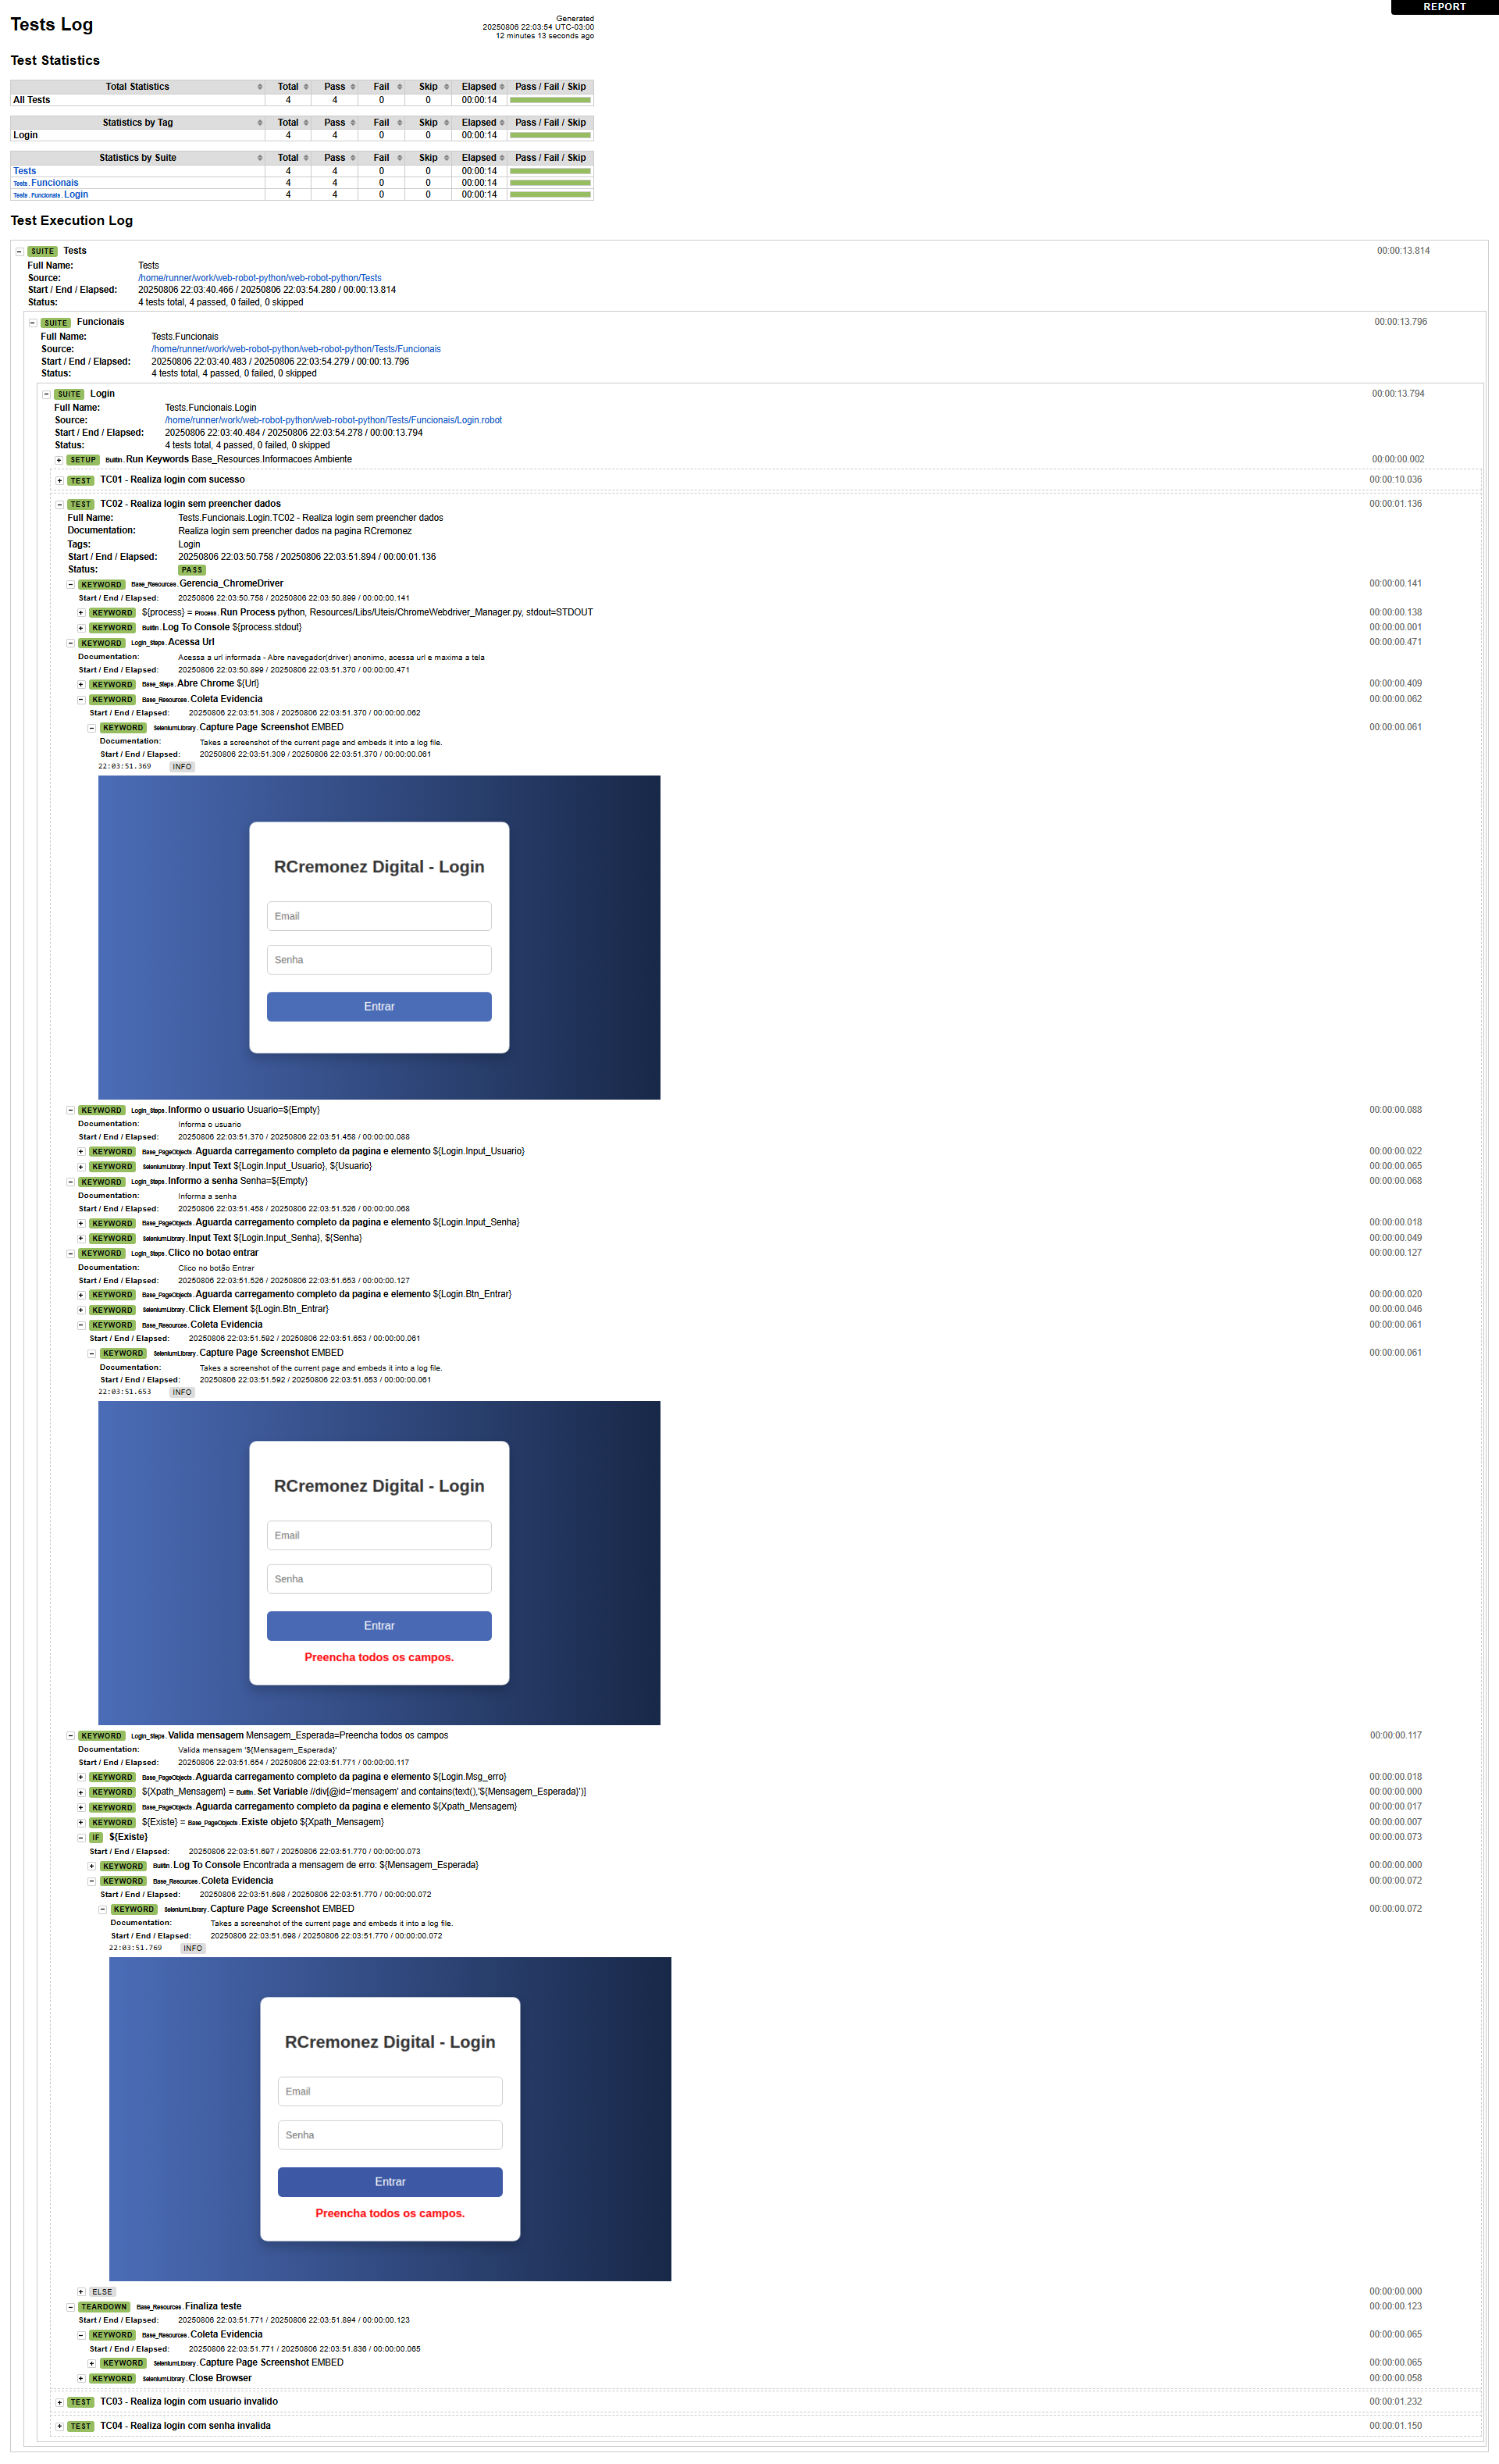 REPORT
Tests Log
Generated
20250806 22:03:54 UTC-03:00
12 minutes 13 seconds ago
Test Statistics
Total Statistics Total Pass Fail Skip Elapsed Pass / Fail / Skip
All Tests 4 4 0 0 00:00:14
Statistics by Tag Total Pass Fail Skip Elapsed Pass / Fail / Skip
Login 4 4 0 0 00:00:14
Statistics by Suite Total Pass Fail Skip Elapsed Pass / Fail / Skip
Tests 4 4 0 0 00:00:14
Tests . Funcionais 4 4 0 0 00:00:14
Tests . Funcionais . Login 4 4 0 0 00:00:14
Test Execution Log
SUITE Tests 00:00:13.814
Full Name: Tests
Source: /home/runner/work/web-robot-python/web-robot-python/Tests
Start / End / Elapsed: 20250806 22:03:40.466 / 20250806 22:03:54.280 / 00:00:13.814
Status: 4 tests total, 4 passed, 0 failed, 0 skipped
SUITE Funcionais 00:00:13.796
Full Name: Tests.Funcionais
Source: /home/runner/work/web-robot-python/web-robot-python/Tests/Funcionais
Start / End / Elapsed: 20250806 22:03:40.483 / 20250806 22:03:54.279 / 00:00:13.796
Status: 4 tests total, 4 passed, 0 failed, 0 skipped
SUITE Login 00:00:13.794
Full Name: Tests.Funcionais.Login
Source: /home/runner/work/web-robot-python/web-robot-python/Tests/Funcionais/Login.robot
Start / End / Elapsed: 20250806 22:03:40.484 / 20250806 22:03:54.278 / 00:00:13.794
Status: 4 tests total, 4 passed, 0 failed, 0 skipped
SETUP BuiltIn . Run Keywords Base_Resources.Informacoes Ambiente 00:00:00.002
TEST TC01 - Realiza login com sucesso 00:00:10.036
TEST TC02 - Realiza login sem preencher dados 00:00:01.136
Full Name: Tests.Funcionais.Login.TC02 - Realiza login sem preencher dados
Documentation: Realiza login sem preencher dados na pagina RCremonez
Tags: Login
Start / End / Elapsed: 20250806 22:03:50.758 / 20250806 22:03:51.894 / 00:00:01.136
Status: PASS
KEYWORD Base_Resources . Gerencia_ChromeDriver 00:00:00.141
Start / End / Elapsed: 20250806 22:03:50.758 / 20250806 22:03:50.899 / 00:00:00.141
KEYWORD ${process} = Process . Run Process python, Resources/Libs/Uteis/ChromeWebdriver_Manager.py, stdout=STDOUT 00:00:00.138
KEYWORD BuiltIn . Log To Console ${process.stdout} 00:00:00.001
KEYWORD Login_Steps . Acessa Url 00:00:00.471
Documentation: Acessa a url informada - Abre navegador(driver) anonimo, acessa url e maxima a tela
Start / End / Elapsed: 20250806 22:03:50.899 / 20250806 22:03:51.370 / 00:00:00.471
KEYWORD Base_Steps . Abre Chrome ${Url} 00:00:00.409
KEYWORD Base_Resources . Coleta Evidencia 00:00:00.062
Start / End / Elapsed: 20250806 22:03:51.308 / 20250806 22:03:51.370 / 00:00:00.062
KEYWORD SeleniumLibrary . Capture Page Screenshot EMBED 00:00:00.061
Documentation: Takes a screenshot of the current page and embeds it into a log file.
Start / End / Elapsed: 20250806 22:03:51.309 / 20250806 22:03:51.370 / 00:00:00.061
22:03:51.369 INFO
RCremonez Digital - Login
Email
Senha
Entrar
KEYWORD Login_Steps . Informo o usuario Usuario=${Empty} 00:00:00.088
Documentation: Informa o usuario
Start / End / Elapsed: 20250806 22:03:51.370 / 20250806 22:03:51.458 / 00:00:00.088
KEYWORD Base_PageObjects . Aguarda carregamento completo da pagina e elemento ${Login.Input_Usuario} 00:00:00.022
KEYWORD SeleniumLibrary . Input Text ${Login.Input_Usuario}, ${Usuario} 00:00:00.065
KEYWORD Login_Steps . Informo a senha Senha=${Empty} 00:00:00.068
Documentation: Informa a senha
Start / End / Elapsed: 20250806 22:03:51.458 / 20250806 22:03:51.526 / 00:00:00.068
KEYWORD Base_PageObjects . Aguarda carregamento completo da pagina e elemento ${Login.Input_Senha} 00:00:00.018
KEYWORD SeleniumLibrary . Input Text ${Login.Input_Senha}, ${Senha} 00:00:00.049
KEYWORD Login_Steps . Clico no botao entrar 00:00:00.127
Documentation: Clico no botão Entrar
Start / End / Elapsed: 20250806 22:03:51.526 / 20250806 22:03:51.653 / 00:00:00.127
KEYWORD Base_PageObjects . Aguarda carregamento completo da pagina e elemento ${Login.Btn_Entrar} 00:00:00.020
KEYWORD SeleniumLibrary . Click Element ${Login.Btn_Entrar} 00:00:00.046
KEYWORD Base_Resources . Coleta Evidencia 00:00:00.061
Start / End / Elapsed: 20250806 22:03:51.592 / 20250806 22:03:51.653 / 00:00:00.061
KEYWORD SeleniumLibrary . Capture Page Screenshot EMBED 00:00:00.061
Documentation: Takes a screenshot of the current page and embeds it into a log file.
Start / End / Elapsed: 20250806 22:03:51.592 / 20250806 22:03:51.653 / 00:00:00.061
22:03:51.653 INFO
RCremonez Digital - Login
Email
Senha
Entrar
Preencha todos os campos.
KEYWORD Login_Steps . Valida mensagem Mensagem_Esperada=Preencha todos os campos 00:00:00.117
Documentation: Valida mensagem '${Mensagem_Esperada}'
Start / End / Elapsed: 20250806 22:03:51.654 / 20250806 22:03:51.771 / 00:00:00.117
KEYWORD Base_PageObjects . Aguarda carregamento completo da pagina e elemento ${Login.Msg_erro} 00:00:00.018
KEYWORD ${Xpath_Mensagem} = BuiltIn . Set Variable //div[@id='mensagem' and contains(text(),'${Mensagem_Esperada}')] 00:00:00.000
KEYWORD Base_PageObjects . Aguarda carregamento completo da pagina e elemento ${Xpath_Mensagem} 00:00:00.017
KEYWORD ${Existe} = Base_PageObjects . Existe objeto ${Xpath_Mensagem} 00:00:00.007
IF ${Existe} 00:00:00.073
Start / End / Elapsed: 20250806 22:03:51.697 / 20250806 22:03:51.770 / 00:00:00.073
KEYWORD BuiltIn . Log To Console Encontrada a mensagem de erro: ${Mensagem_Esperada} 00:00:00.000
KEYWORD Base_Resources . Coleta Evidencia 00:00:00.072
Start / End / Elapsed: 20250806 22:03:51.698 / 20250806 22:03:51.770 / 00:00:00.072
KEYWORD SeleniumLibrary . Capture Page Screenshot EMBED 00:00:00.072
Documentation: Takes a screenshot of the current page and embeds it into a log file.
Start / End / Elapsed: 20250806 22:03:51.698 / 20250806 22:03:51.770 / 00:00:00.072
22:03:51.769 INFO
RCremonez Digital - Login
Email
Senha
Entrar
Preencha todos os campos.
ELSE 00:00:00.000
TEARDOWN Base_Resources . Finaliza teste 00:00:00.123
Start / End / Elapsed: 20250806 22:03:51.771 / 20250806 22:03:51.894 / 00:00:00.123
KEYWORD Base_Resources . Coleta Evidencia 00:00:00.065
Start / End / Elapsed: 20250806 22:03:51.771 / 20250806 22:03:51.836 / 00:00:00.065
KEYWORD SeleniumLibrary . Capture Page Screenshot EMBED 00:00:00.065
KEYWORD SeleniumLibrary . Close Browser 00:00:00.058
TEST TC03 - Realiza login com usuario invalido 00:00:01.232
TEST TC04 - Realiza login com senha invalida 00:00:01.150